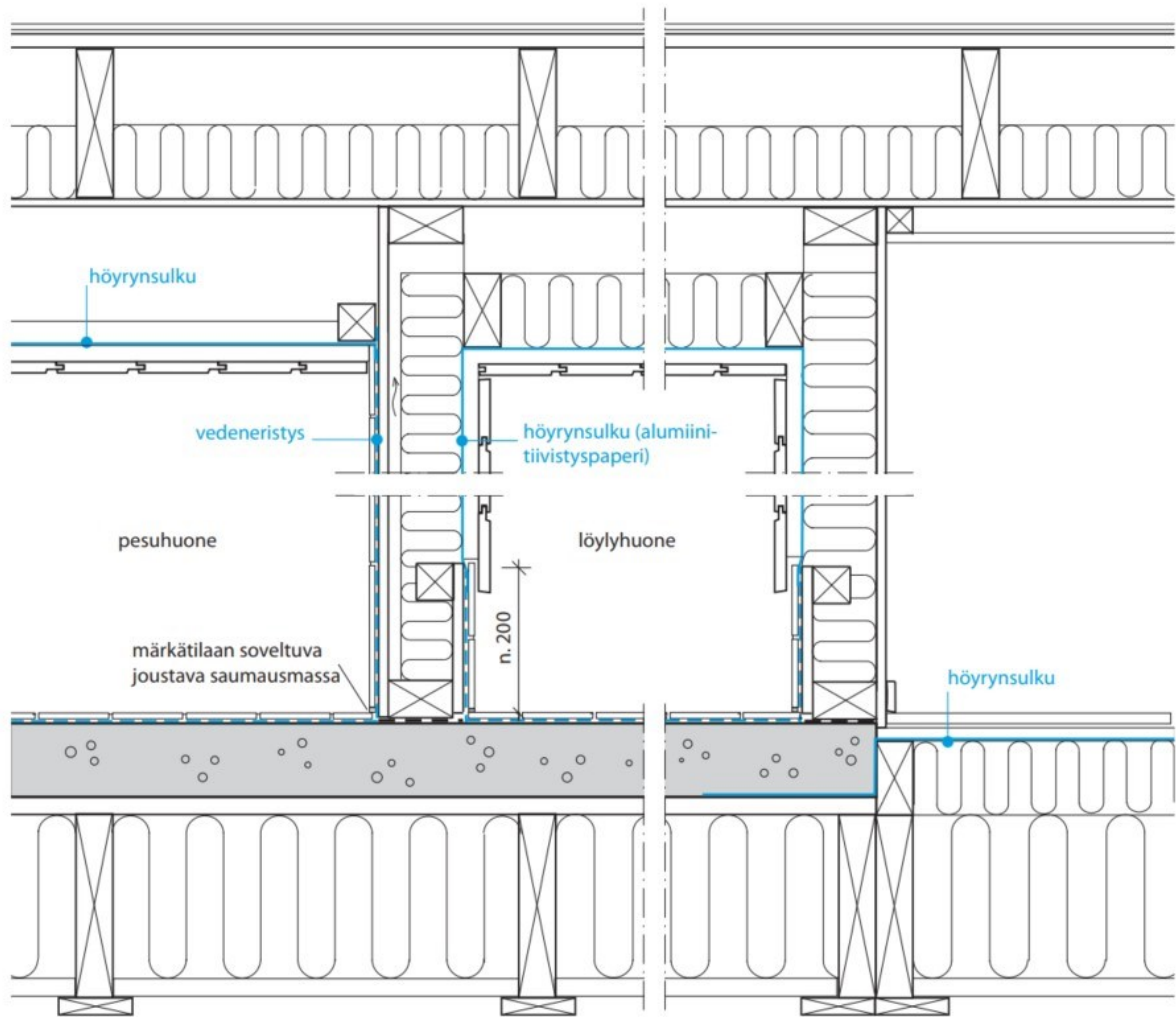 höyrynsulku
vedeneristys
höyrynsulku (alumiini-
tiivistyspaperi)
pesuhuone
löylyhuone
n. 200
märkätilaan soveltuva
joustava saumausmassa
höyrynsulku